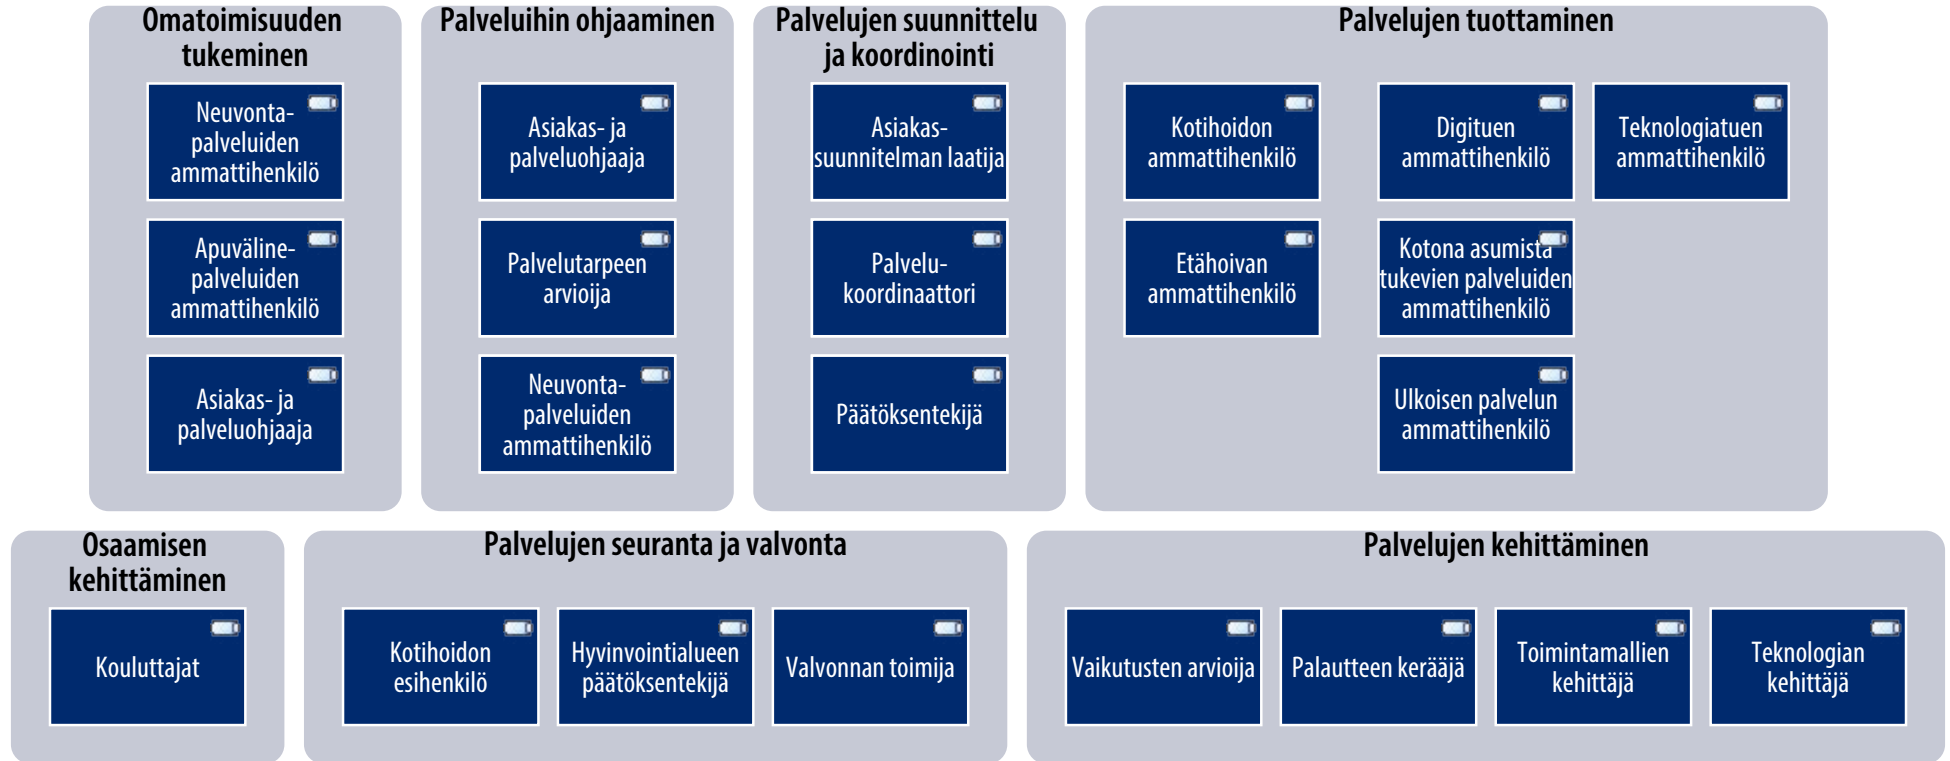 Omatoimisuuden
tukeminen
Neuvonta-
palveluiden
ammattihenkilö
Apuväline-
palveluiden
ammattihenkilö
Asiakas- ja
palveluohjaaja
Palveluihin ohjaaminen
Asiakas- ja
palveluohjaaja
Palvelutarpeen
arvioija
Neuvonta-
palveluiden
ammattihenkilö
Palvelujen suunnittelu
ja koordinointi
Asiakas-
suunnitelman laatija
Palvelu-
koordinaattori
Päätöksentekijä
Palvelujen tuottaminen
Kotihoidon
ammattihenkilö
Etähoivan
ammattihenkilö
Digituen
ammattihenkilö
Kotona asumista
tukevien palveluiden
ammattihenkilö
Ulkoisen palvelun
ammattihenkilö
Teknologiatuen
ammattihenkilö
Osaamisen
kehittäminen
Kouluttajat
Palvelujen seuranta ja valvonta
Kotihoidon
esihenkilö
Hyvinvointialueen
päätöksentekijä
Valvonnan toimija
Palvelujen kehittäminen
Vaikutusten arvioija
Palautteen kerääjä
Toimintamallien
kehittäjä
Teknologian
kehittäjä